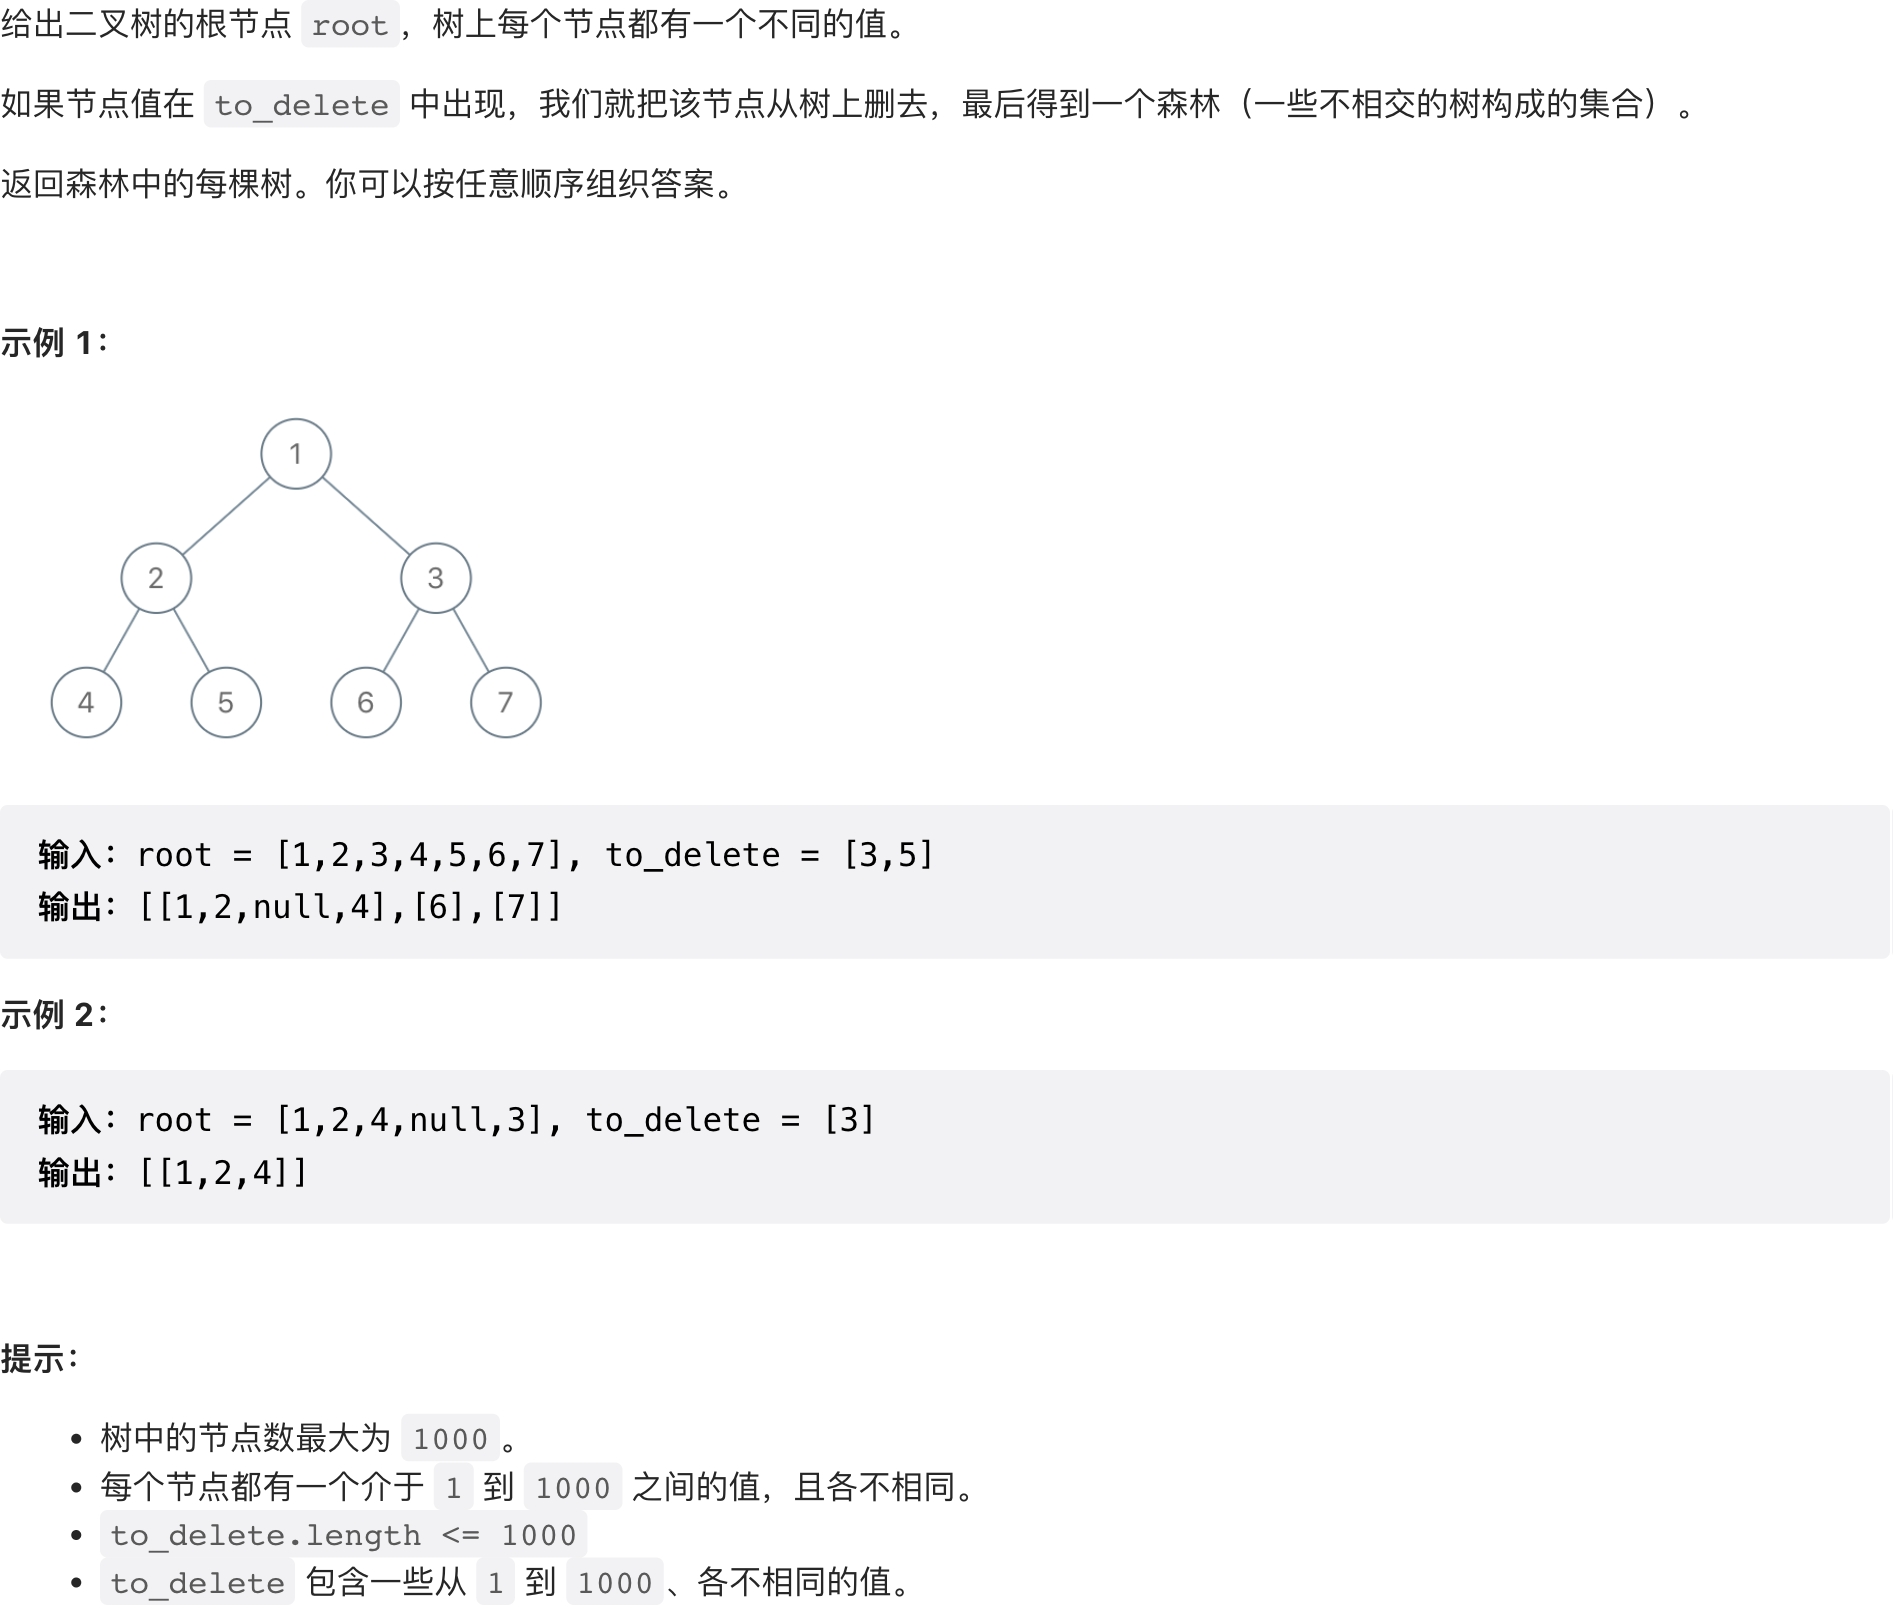 给出二叉树的根节点 root，树上每个节点都有一个不同的值。
如果节点值在 to_delete 中出现，我们就把该节点从树上删去，最后得到一个森林（一些不相交的树构成的集合）。
返回森林中的每棵树。你可以按任意顺序组织答案。
示例 1：
1
2 3
4 5 6 7
输入：root = [1,2,3,4,5,6,7], to_delete = [3,5]
输出：[[1,2,null,4],[6],[7]]
示例 2：
输入：root = [1,2,4,null,3], to_delete = [3]
输出：[[1,2,4]]
提示：
• 树中的节点数最大为 1000。
• 每个节点都有一个介于 1 到 1000 之间的值，且各不相同。
• to_delete.length <= 1000
• to_delete 包含一些从 1 到 1000、各不相同的值。